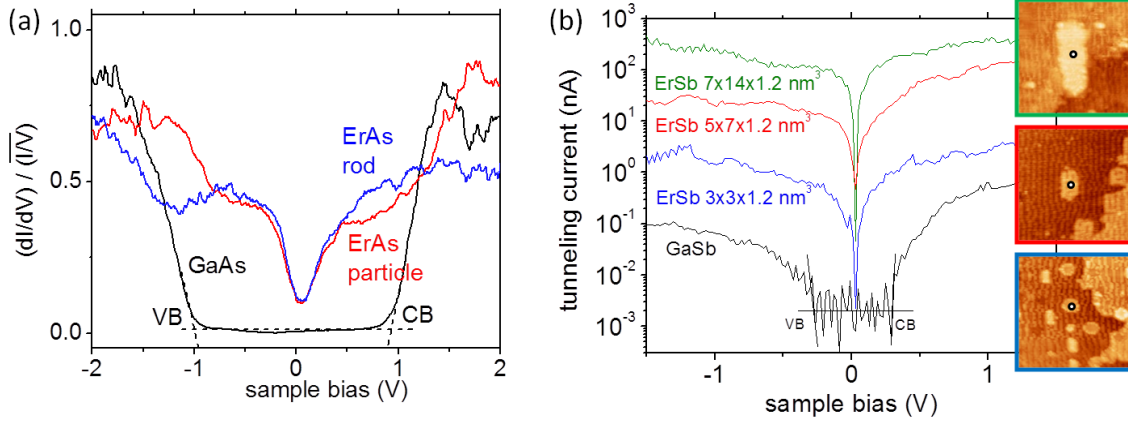 (a)
1.0
0.5
0.0
(dI/dV) / (I/V)
ErAs
rod
ErAs
particle
GaAs
VB
CB
-2
-1
0
1
2
sample bias (V)
(b)
10³
10²
10¹
10⁰
10⁻¹
10⁻²
10⁻³
tunneling current (nA)
ErSb 7x14x1.2 nm³
ErSb 5x7x1.2 nm³
ErSb 3x3x1.2 nm³
GaSb
VB
CB
-1
0
1
sample bias (V)